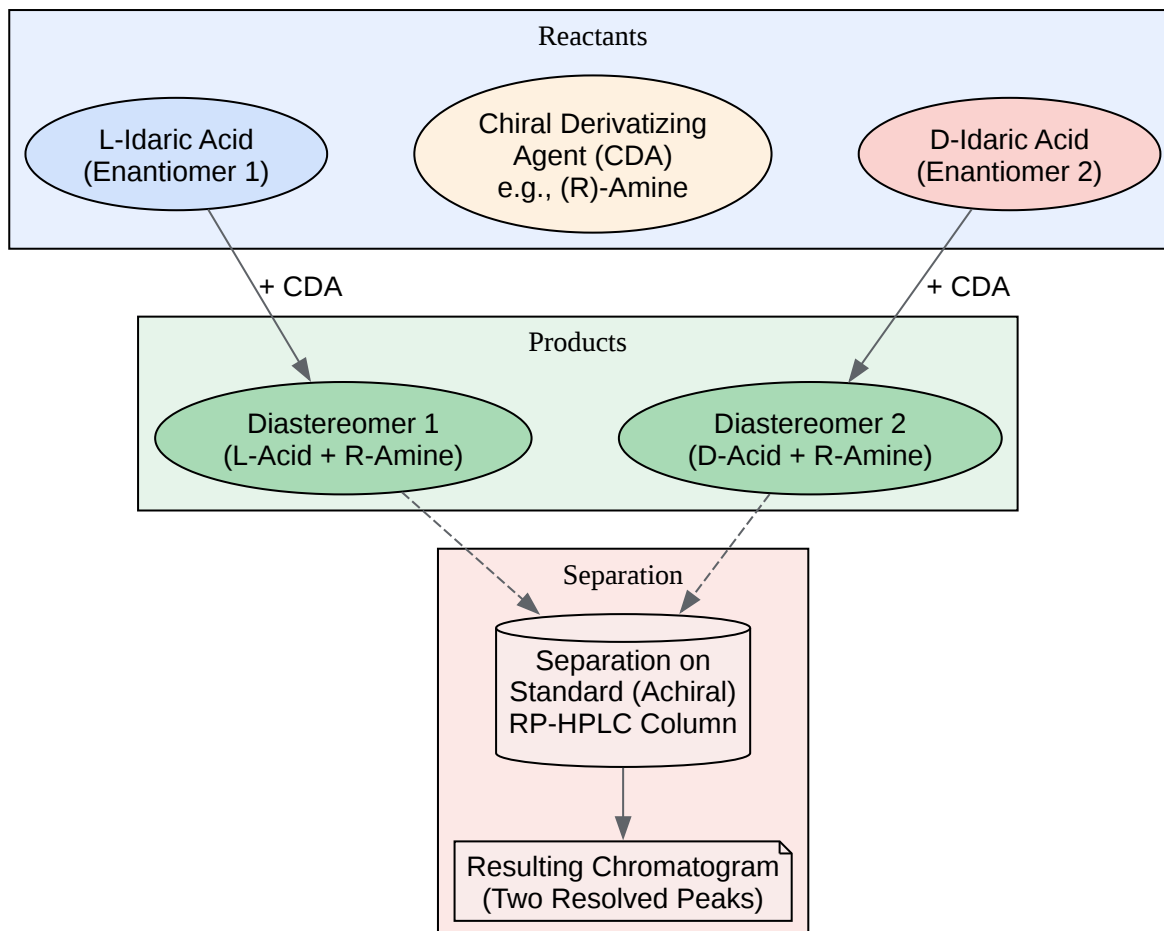 Reactants
L-Idaric Acid
(Enantiomer 1)
Chiral Derivatizing
Agent (CDA)
e.g., (R)-Amine
D-Idaric Acid
(Enantiomer 2)
+ CDA
+ CDA
Products
Diastereomer 1
(L-Acid + R-Amine)
Diastereomer 2
(D-Acid + R-Amine)
Separation
Separation on
Standard (Achiral)
RP-HPLC Column
Resulting Chromatogram
(Two Resolved Peaks)